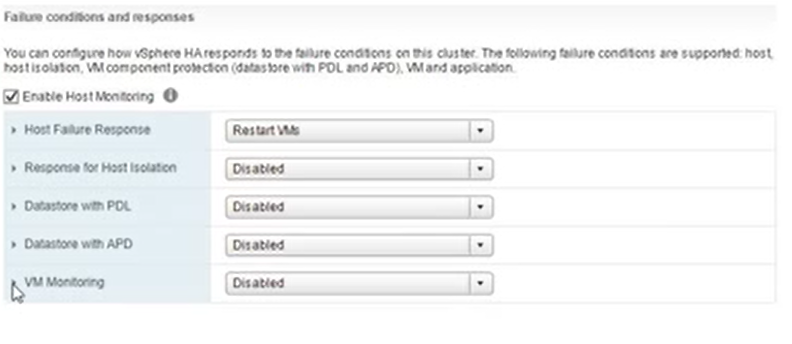 Failure conditions and responses
You can configure how vSphere HA responds to the failure conditions on this cluster. The following failure conditions are supported: host,
host isolation, VM component protection (datastore with PDL and APD), VM and application.
Enable Host Monitoring
Host Failure Response Restart VMs
Response for Host Isolation Disabled
Datastore with PDL Disabled
Datastore with APD Disabled
VM Monitoring Disabled